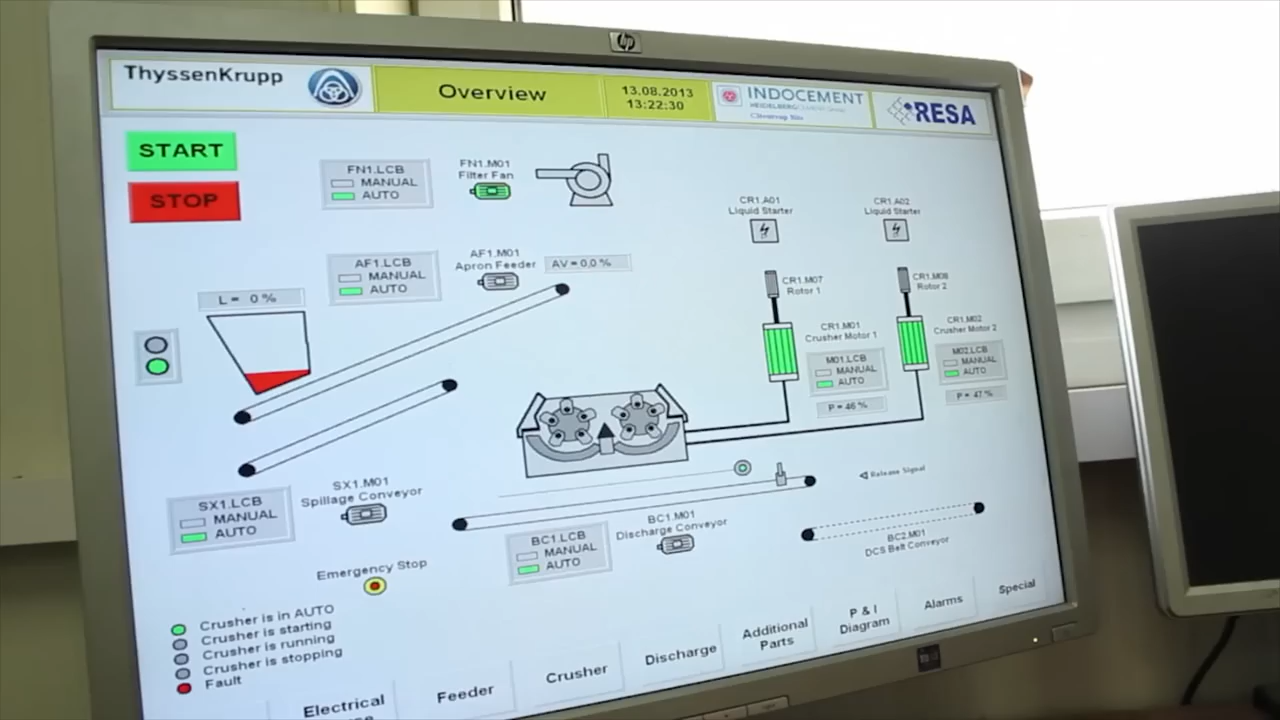 hp
ThyssenKrupp
Overview
13.08.2013
13:22:30
INDOCEMENT
HEIDELBERGCEMENT Group
RESA
START
STOP
FN1.LCB
MANUAL
AUTO
FN1.M01
Filter Fan
AF1.LCB
MANUAL
AUTO
AF1.M01
Apron Feeder
AV = 0,0 %
L = 0 %
CR1.A01
Liquid Starter
CR1.A02
Liquid Starter
CR1.M07
Rotor 1
CR1.M08
Rotor 2
CR1.M01
Crusher Motor 1
M01.LCB
MANUAL
AUTO
P = 46 %
CR1.M02
Crusher Motor 2
M02.LCB
MANUAL
AUTO
P = 47 %
SX1.LCB
MANUAL
AUTO
SX1.M01
Spillage Conveyor
Release Signal
BC1.LCB
MANUAL
AUTO
BC1.M01
Discharge Conveyor
BC2.M01
DCS Belt Conveyor
Emergency Stop
Crusher is in AUTO
Crusher is starting
Crusher is running
Crusher is stopping
Fault
Electrical
Feeder
Crusher
Discharge
Additional
Parts
P & I
Diagram
Alarms
Special